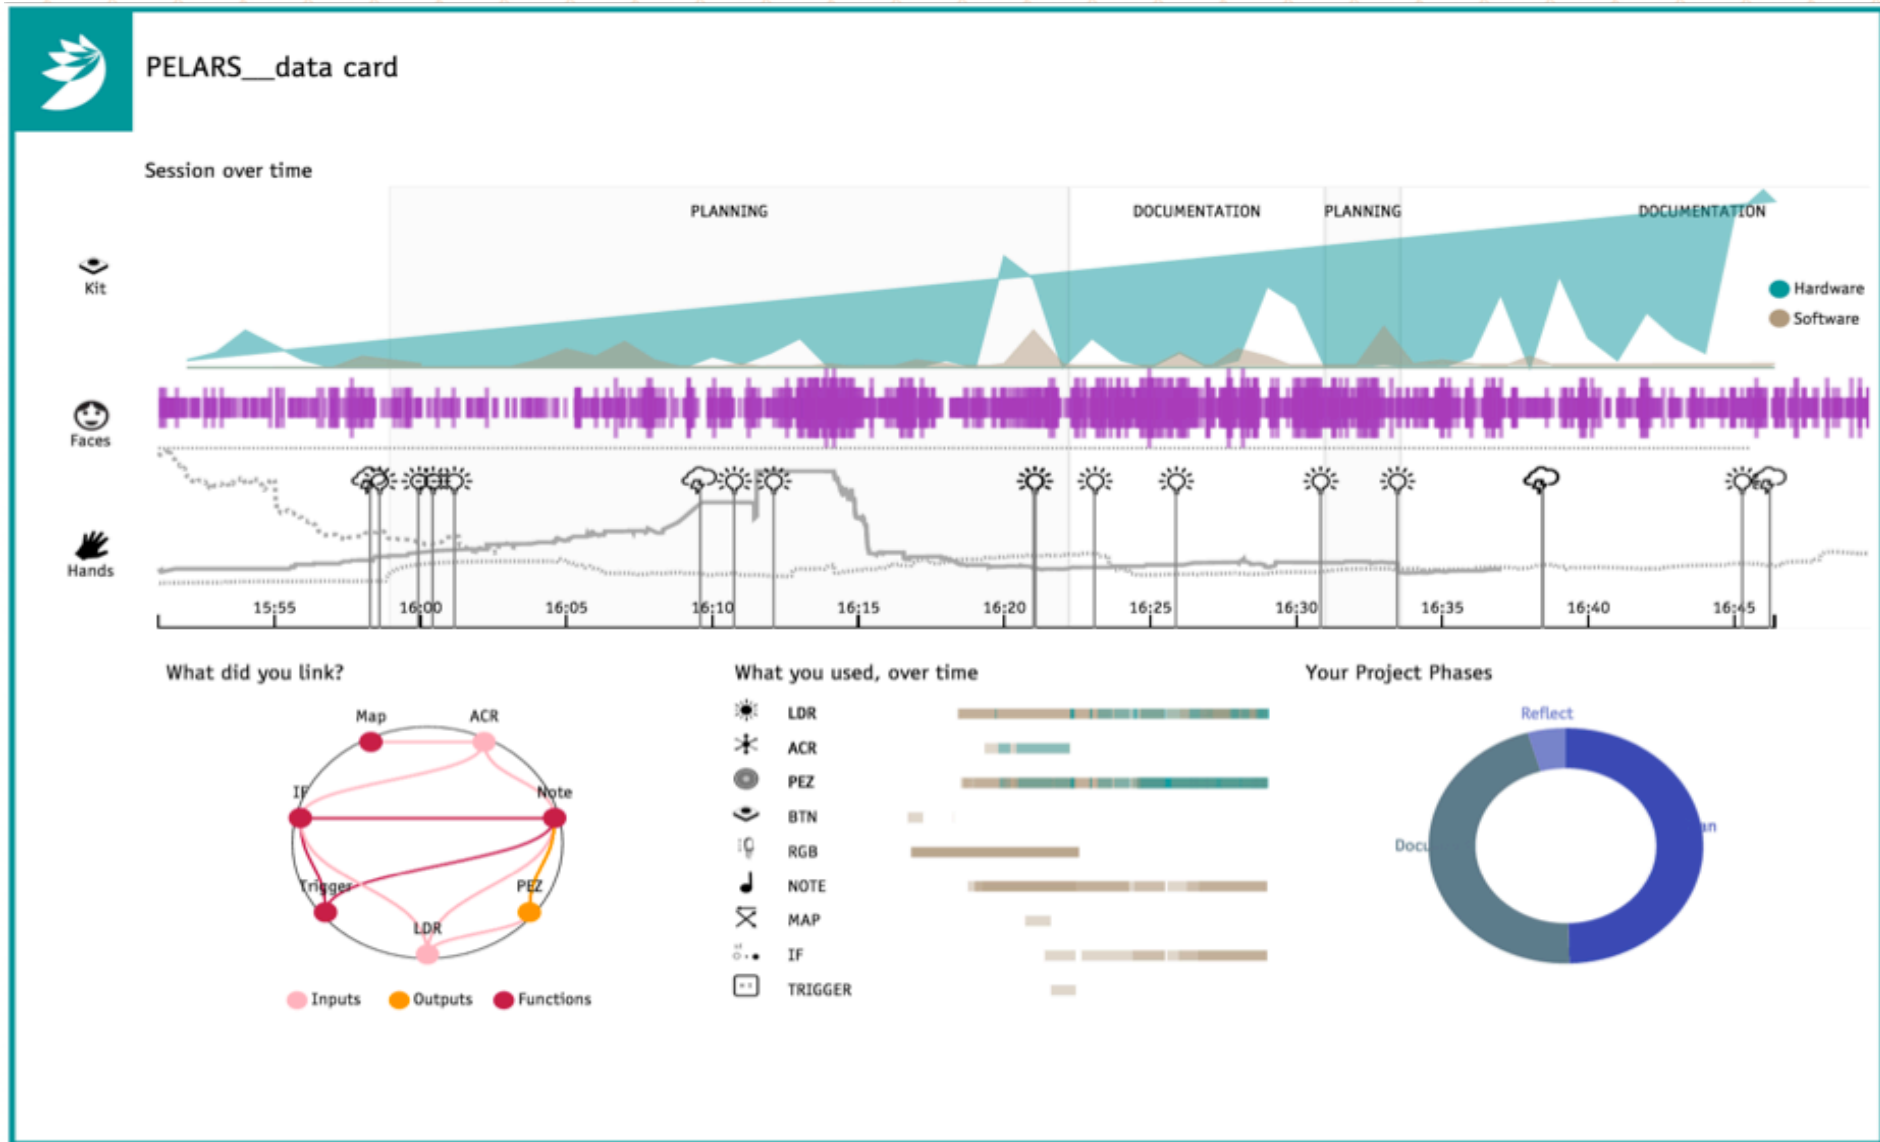 PELARS__data card
Session over time
PLANNING
DOCUMENTATION
PLANNING
DOCUMENTATION
Kit
Hardware
Software
Faces
Hands
15:55
16:00
16:05
16:10
16:15
16:20
16:25
16:30
16:35
16:40
16:45
What did you link?
Map
ACR
IF
Note
Trigger
PEZ
LDR
Inputs
Outputs
Functions
What you used, over time
LDR
ACR
PEZ
BTN
RGB
NOTE
MAP
IF
TRIGGER
Your Project Phases
Reflect